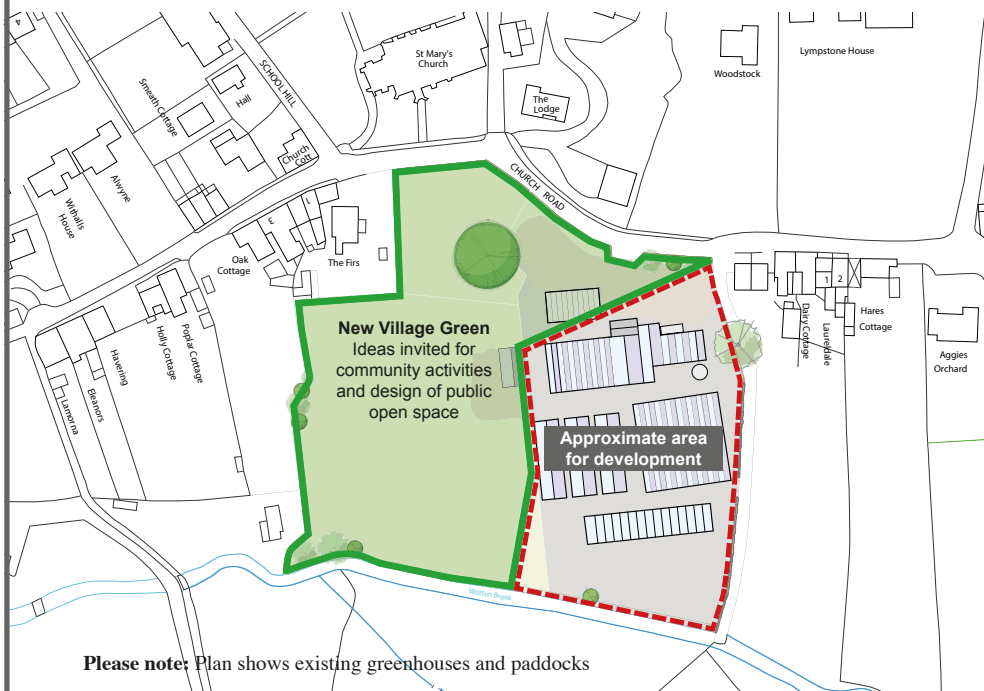 4
St Mary's
Church
Lympstone House
Woodstock
SCHOOL HILL
Smeath Cottage
Hall
The
Lodge
Church
Cott
Alwyne
Withalls
House
CHURCH ROAD
1
3
Oak
Cottage
The Firs
New Village Green
Ideas invited for
community activities
and design of public
open space
1 2
Dairy Cottage
Laureldale
Hares
Cottage
Aggies
Orchard
Poplar Cottage
Holly Cottage
Havering
Eleanors
Lamorna
Approximate area
for development
Wotton Brook
Please note: Plan shows existing greenhouses and paddocks